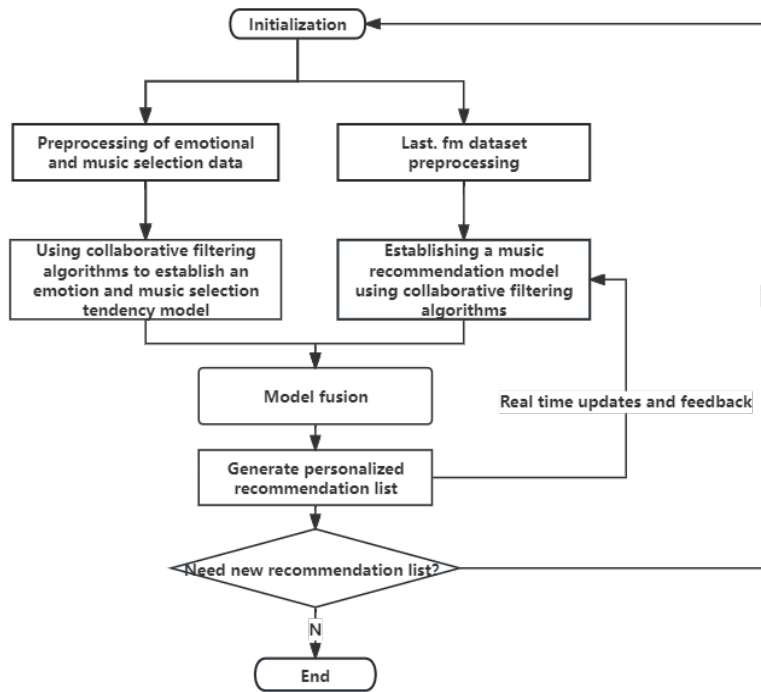 Initialization
Preprocessing of emotional
and music selection data
Last. fm dataset
preprocessing
Using collaborative filtering
algorithms to establish an
emotion and music selection
tendency model
Establishing a music
recommendation model
using collaborative filtering
algorithms
Model fusion
Real time updates and feedback
Generate personalized
recommendation list
Need new recommendation list?
N
End